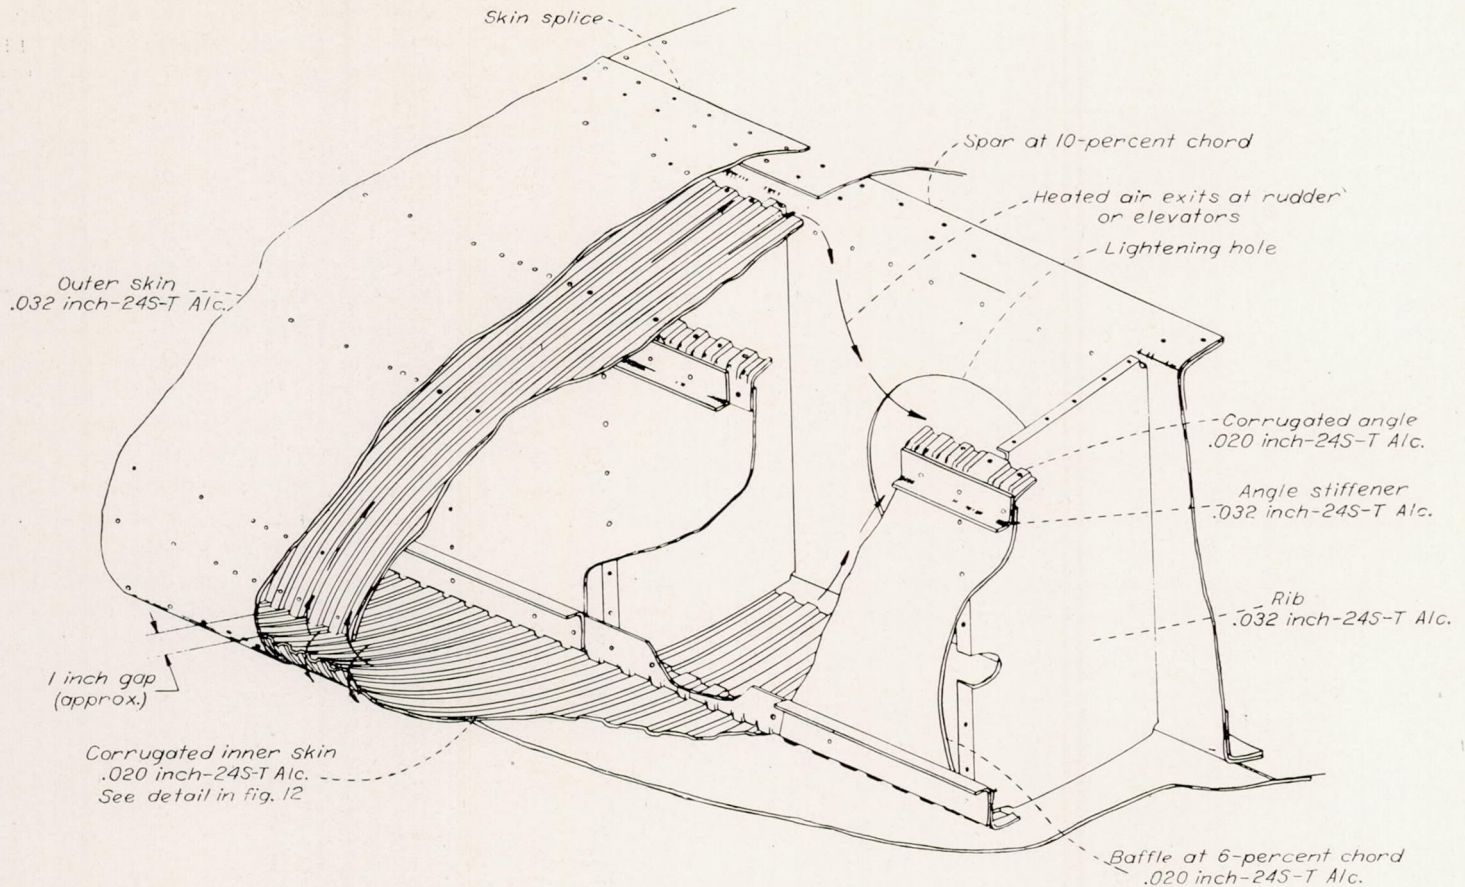 Skin splice
Spar at 10-percent chord
Heated air exits at rudder
or elevators
Lightening hole
Outer skin
.032 inch-24S-T Alc.
Corrugated angle
.020 inch-24S-T Alc.
Angle stiffener
.032 inch-24S-T Alc.
Rib
.032 inch-24S-T Alc.
1 inch gap
(approx.)
Corrugated inner skin
.020 inch-24S-T Alc.
See detail in fig. 12
Baffle at 6-percent chord
.020 inch-24S-T Alc.